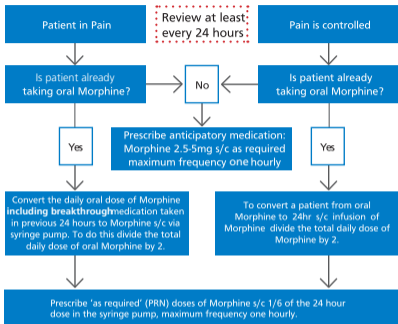 Patient in Pain
Review at least
every 24 hours
Pain is controlled
Is patient already
taking oral Morphine?
No
Is patient already
taking oral Morphine?
Prescribe anticipatory medication:
Morphine 2.5-5mg s/c as required
maximum frequency one hourly
Yes
Yes
Convert the daily oral dose of Morphine
including breakthroughmedication taken
in previous 24 hours to Morphine s/c via
syringe pump. To do this divide the total
daily dose of oral Morphine by 2.
To convert a patient from oral
Morphine to 24hr s/c infusion of
Morphine divide the total daily dose of
Morphine by 2.
Prescribe 'as required' (PRN) doses of Morphine s/c 1/6 of the 24 hour
dose in the syringe pump, maximum frequency one hourly.